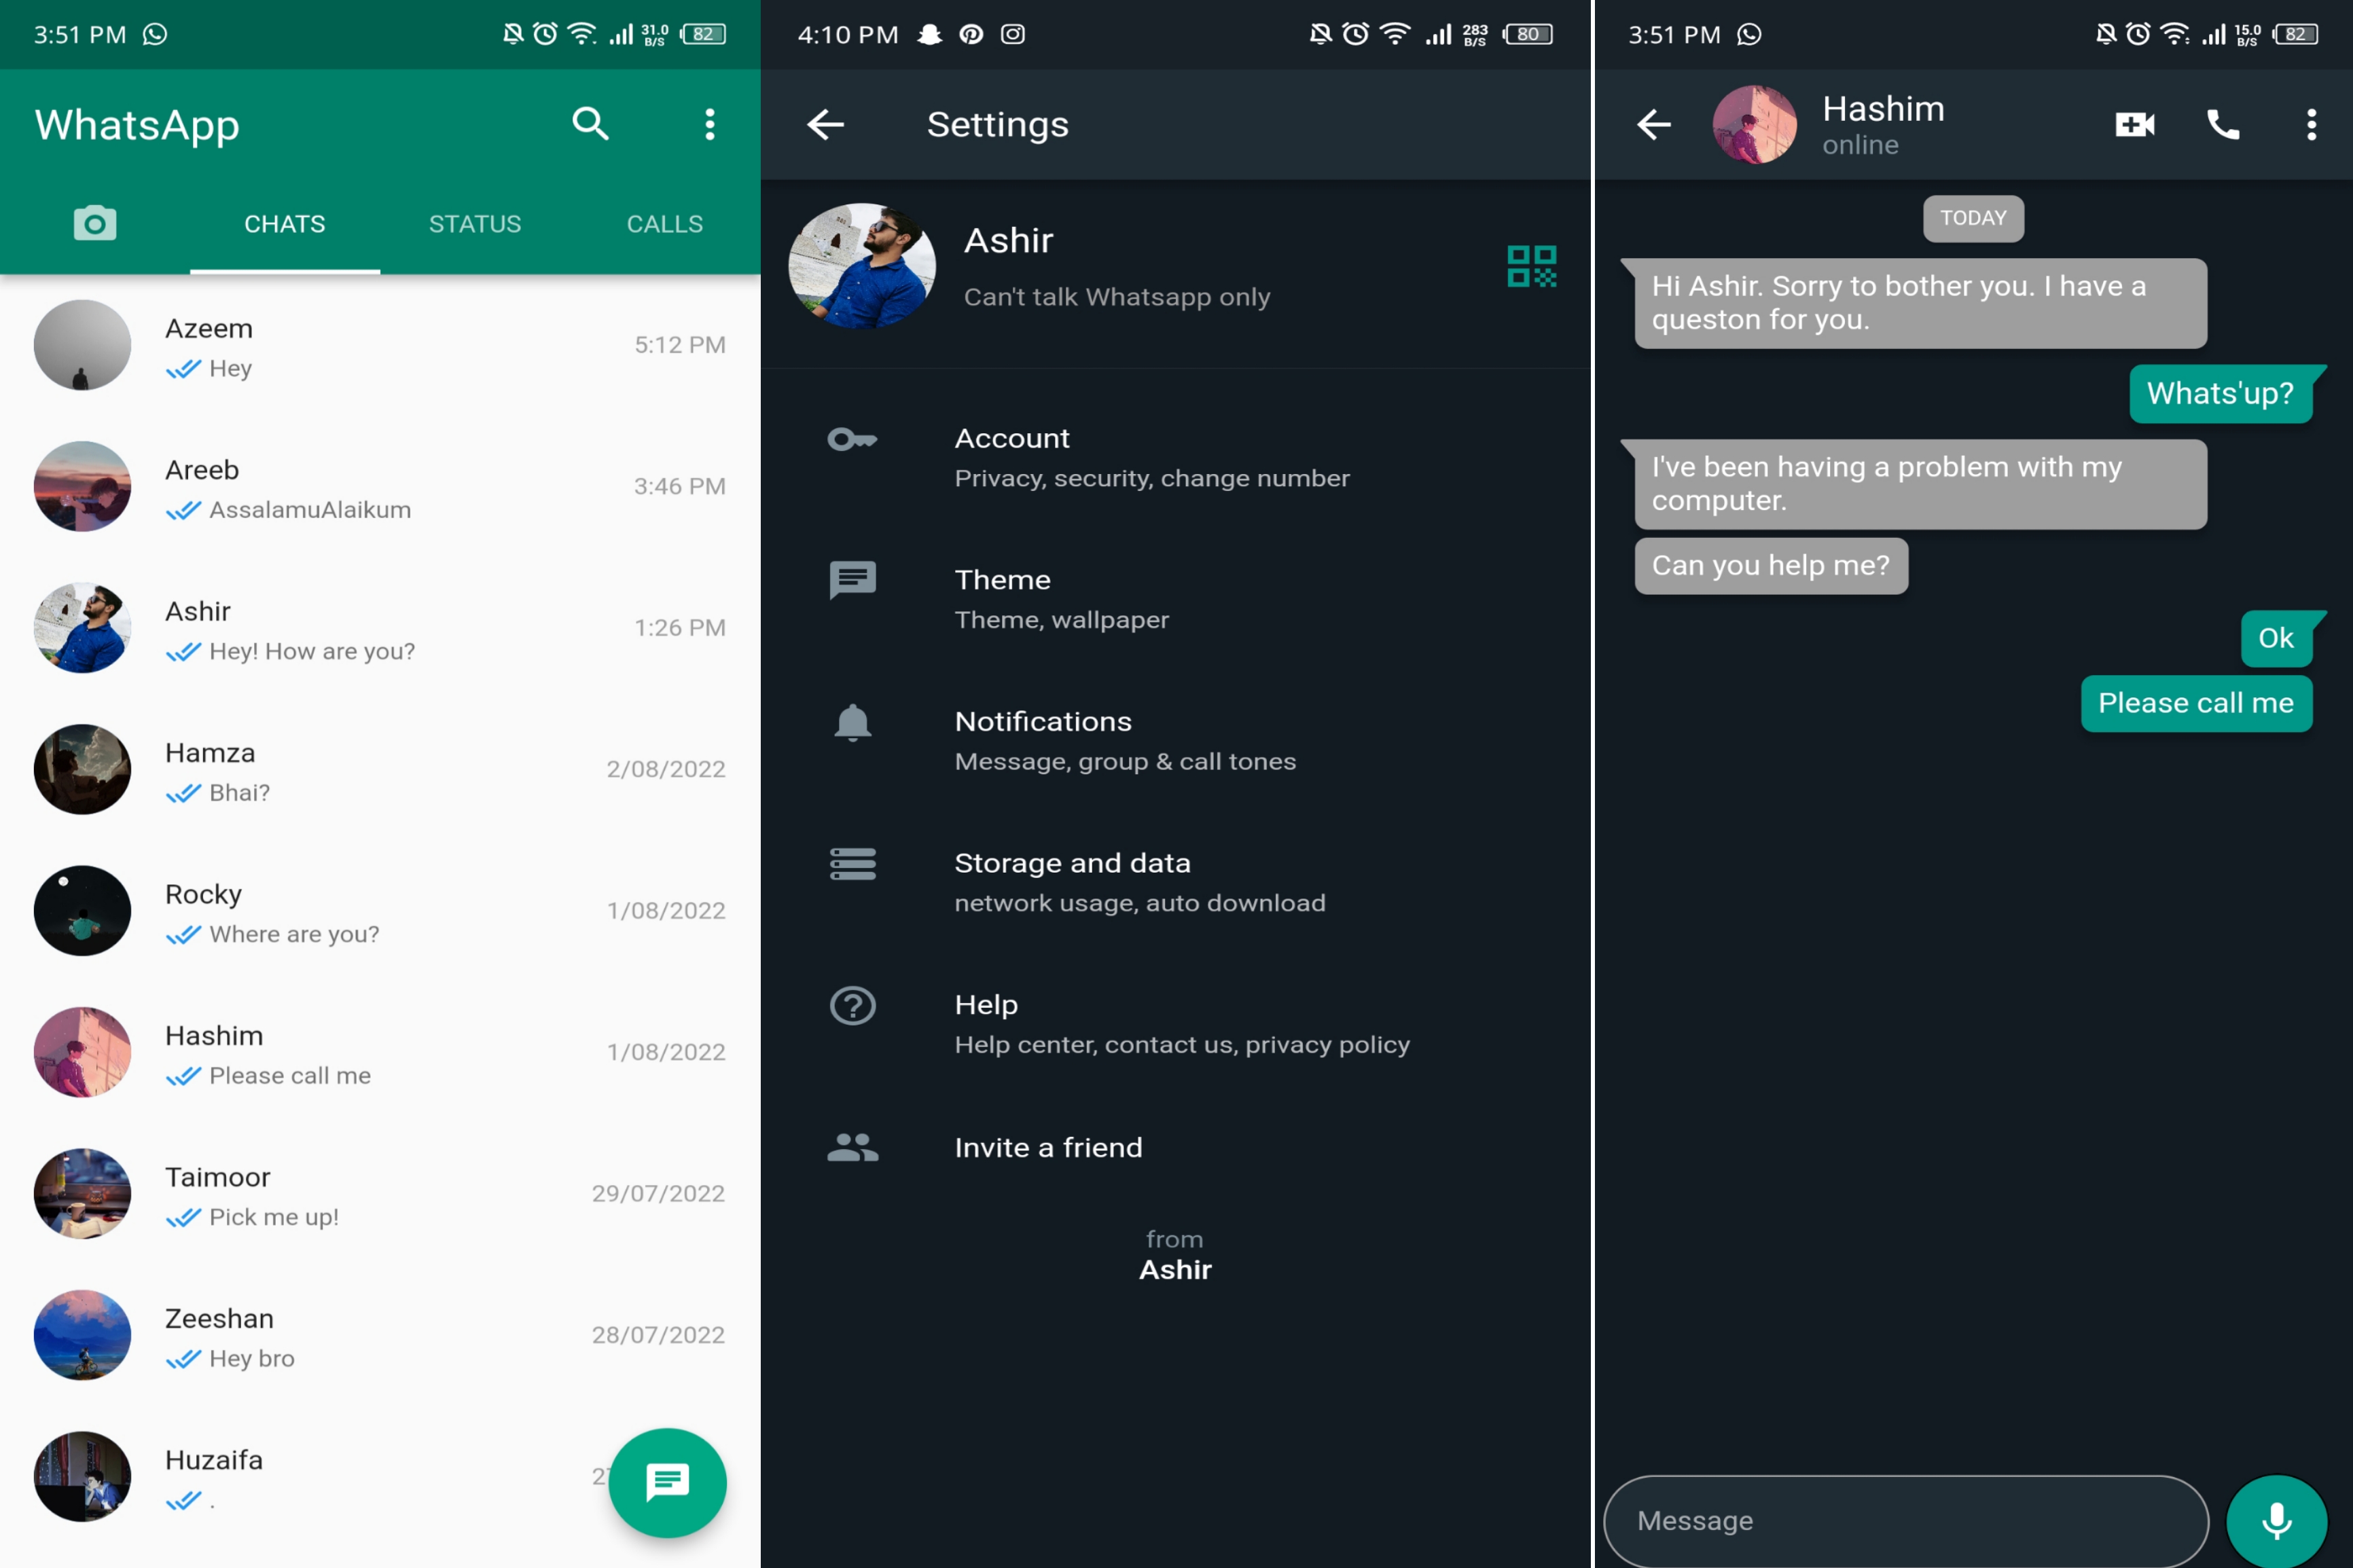 3:51 PM 31.0 B/S 82
WhatsApp
CHATS STATUS CALLS
Azeem
5:12 PM
Hey
Areeb
3:46 PM
AssalamuAlaikum
Ashir
1:26 PM
Hey! How are you?
Hamza
2/08/2022
Bhai?
Rocky
1/08/2022
Where are you?
Hashim
1/08/2022
Please call me
Taimoor
29/07/2022
Pick me up!
Zeeshan
28/07/2022
Hey bro
Huzaifa
.
4:10 PM 283 B/S 80
Settings
Ashir
Can't talk Whatsapp only
Account
Privacy, security, change number
Theme
Theme, wallpaper
Notifications
Message, group & call tones
Storage and data
network usage, auto download
Help
Help center, contact us, privacy policy
Invite a friend
from
Ashir
3:51 PM 15.0 B/S 82
Hashim
online
TODAY
Hi Ashir. Sorry to bother you. I have a
queston for you.
Whats'up?
I've been having a problem with my
computer.
Can you help me?
Ok
Please call me
Message